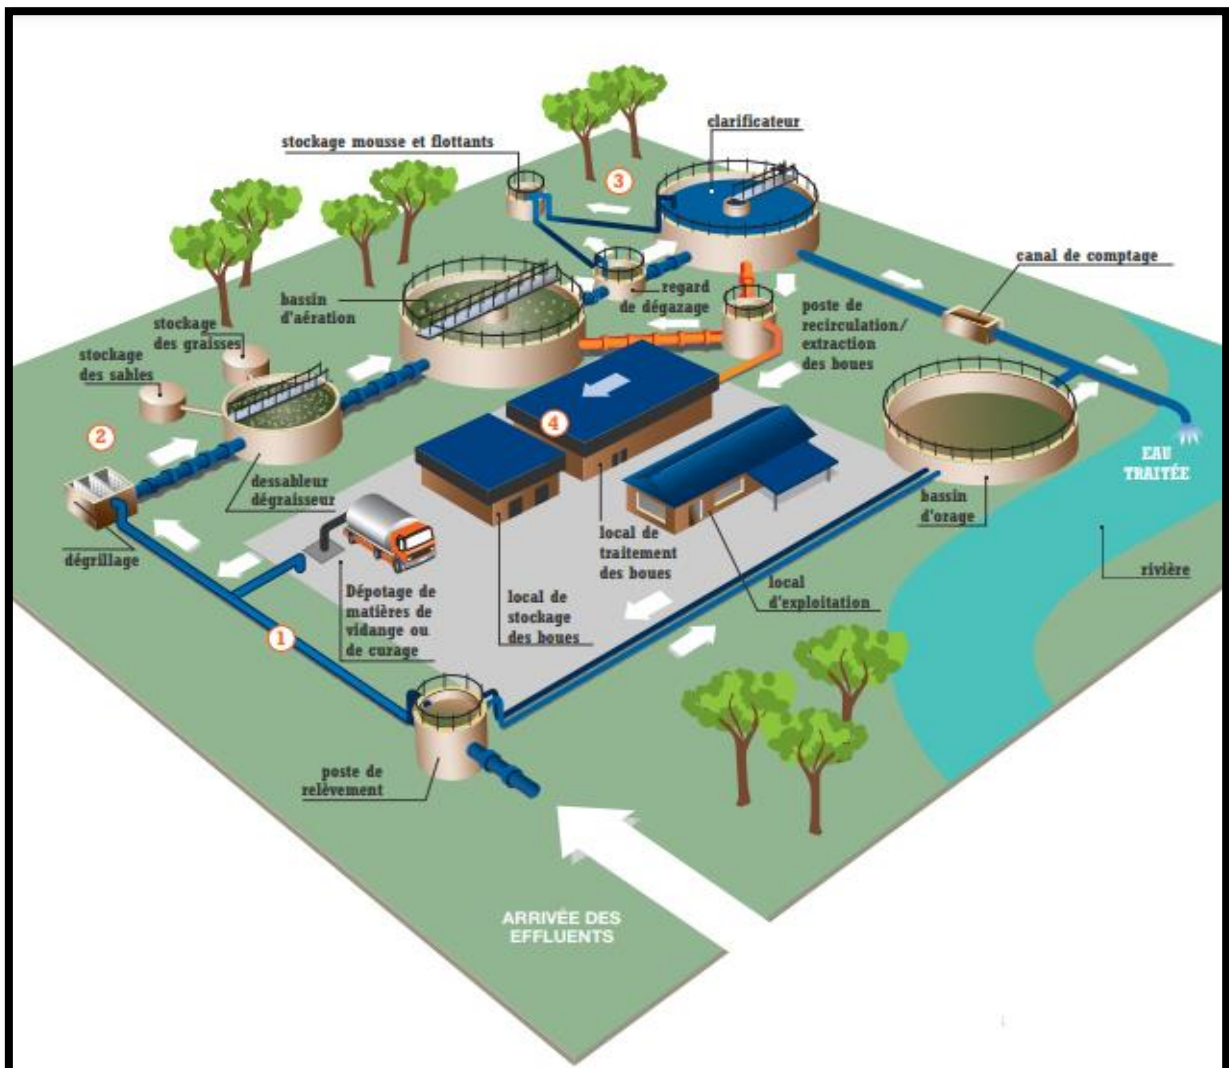 clarificateur
stockage mousse et flottants
3
canal de comptage
bassin
d'aération
regard
de dégazage
poste de
recirculation/
extraction
des boues
stockage
des graisses
stockage
des sables
2
4
EAU
TRAITÉE
dessableur
dégraisseur
bassin
d'orage
dégrillage
local de
traitement
des boues
rivière
local
d'exploitation
Dépotage de
matières de
vidange ou
de curage
local de
stockage
des boues
1
poste de
relèvement
ARRIVÉE DES
EFFLUENTS